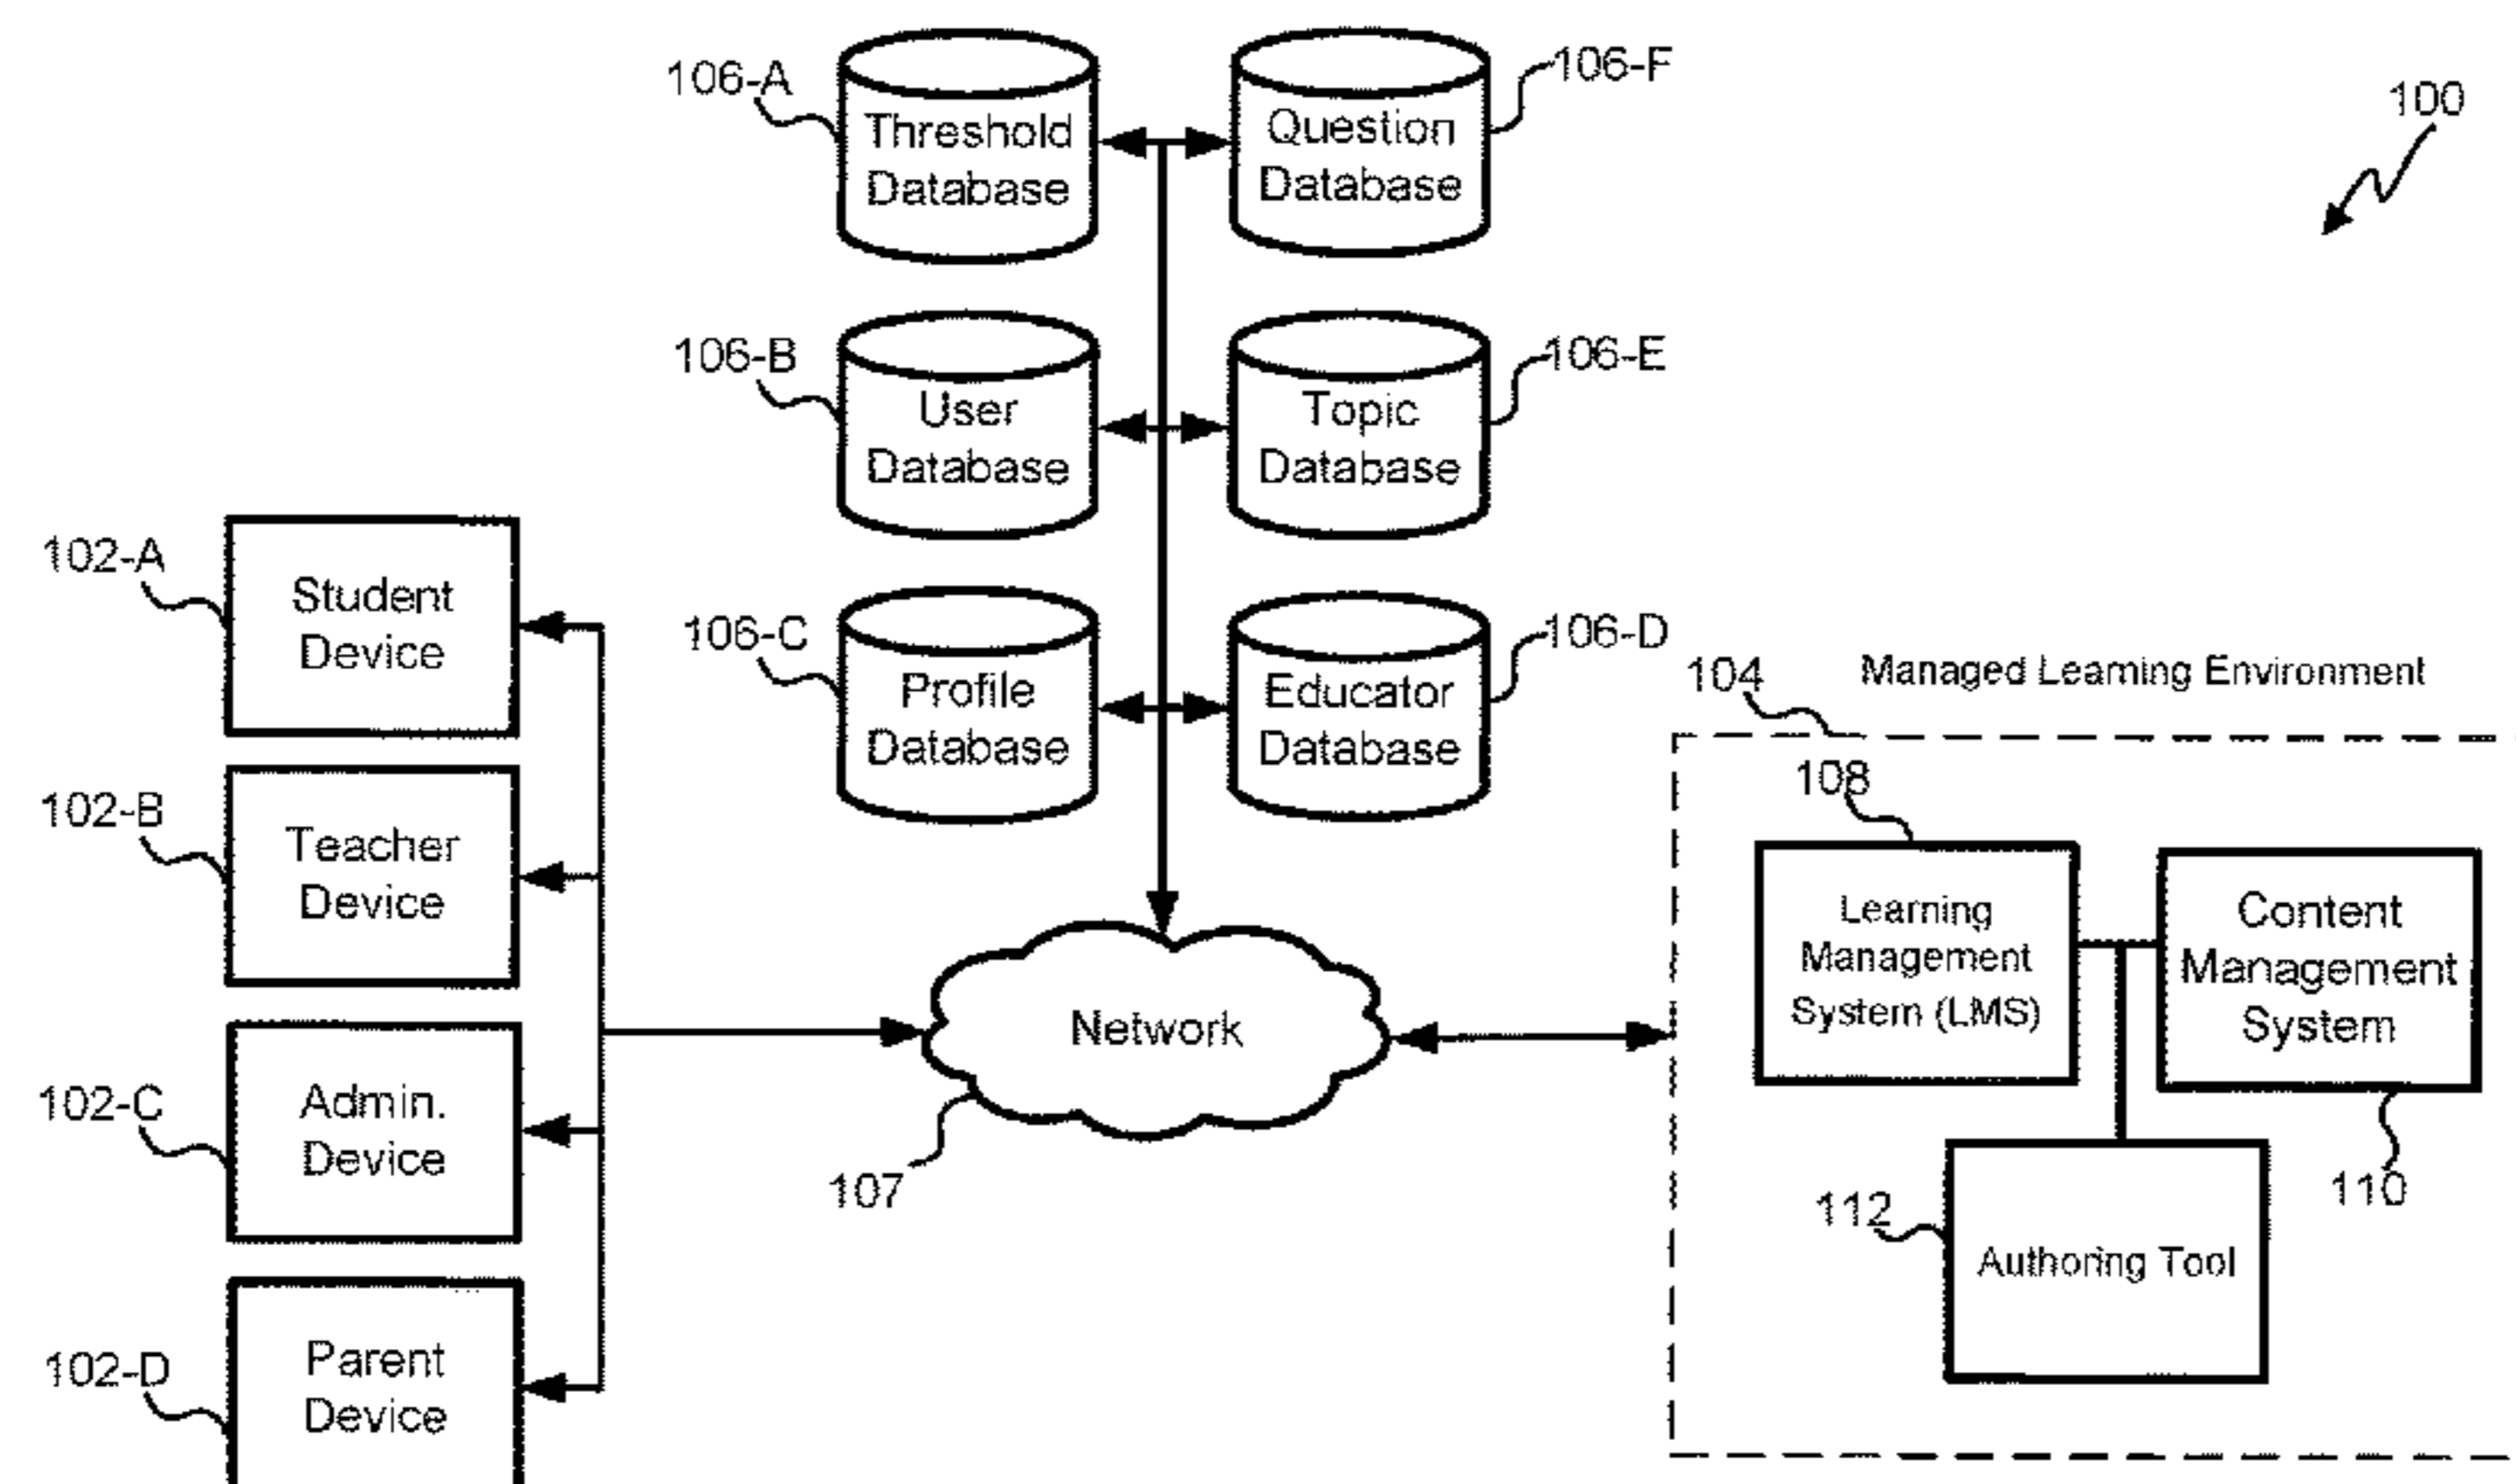 106-A
Threshold
Database
Question
Database
106-F
100
106-B
User
Database
Topic
Database
106-E
102-A
Student
Device
106-C
Profile
Database
Educator
Database
106-D
104
Managed Learning Environment
102-B
Teacher
Device
108
Learning
Management
System (LMS)
Content
Management
System
Network
102-C
Admin.
Device
107
110
112
Authoring Tool
102-D
Parent
Device